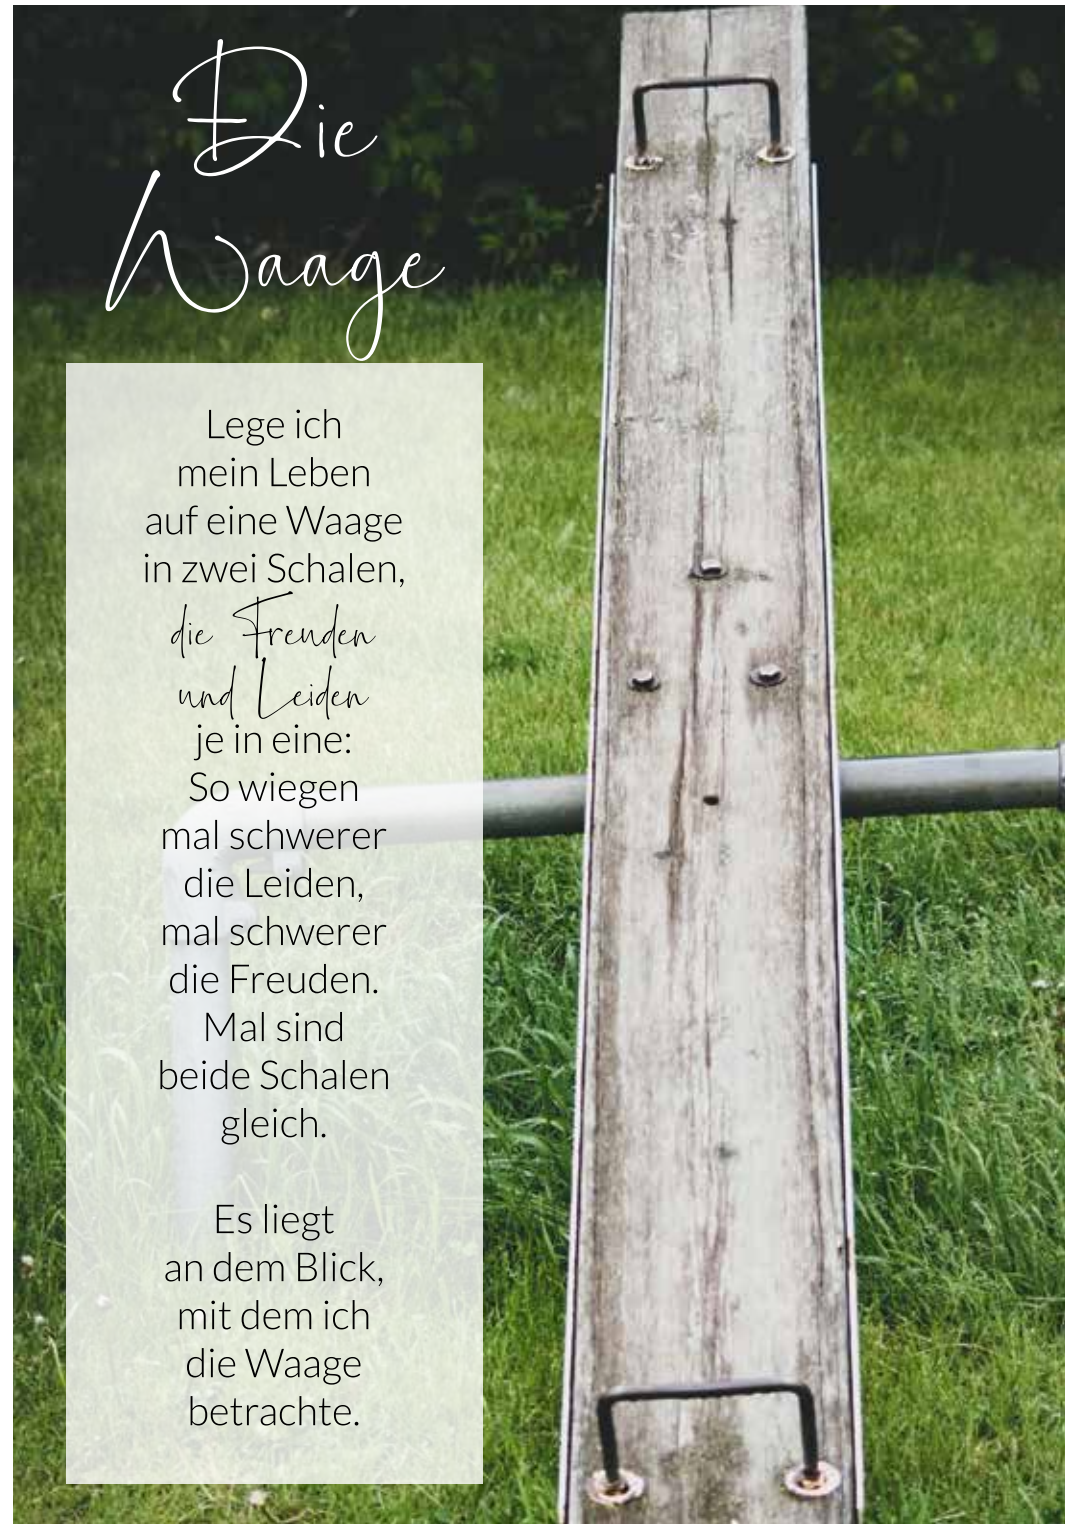 Die
Waage
Lege ich
mein Leben
auf eine Waage
in zwei Schalen,
die Freuden
und Leiden
je in eine:
So wiegen
mal schwerer
die Leiden,
mal schwerer
die Freuden.
Mal sind
beide Schalen
gleich.
Es liegt
an dem Blick,
mit dem ich
die Waage
betrachte.